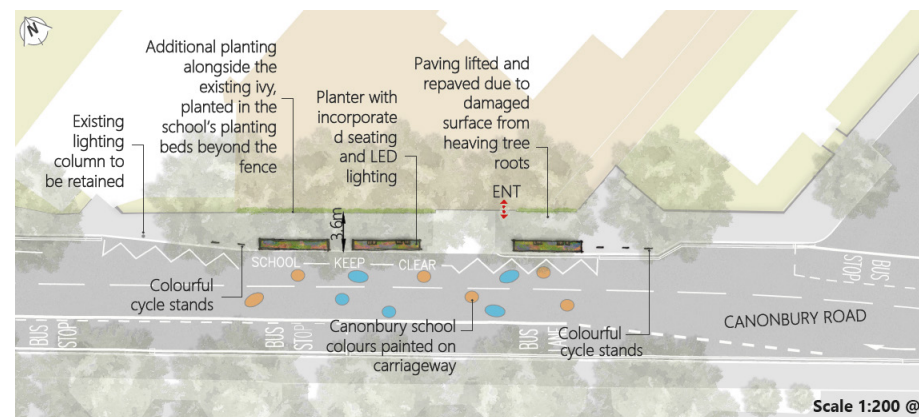 N
Additional planting
alongside the
existing ivy,
planted in the
school's planting
beds beyond the
fence
Paving lifted and
repaved due to
damaged
surface from
heaving tree
roots
Planter with
incorporate
d seating
and LED
lighting
Existing
lighting
column to
be retained
ENT
3.6m
SCHOOL KEEP CLEAR
Colourful
cycle stands
BUS
STOP
BUS
STOP
BUS
STOP
BUS
LANE
Canonbury school
colours painted on
carriageway
Colourful
cycle stands
CANONBURY ROAD
Scale 1:200 @